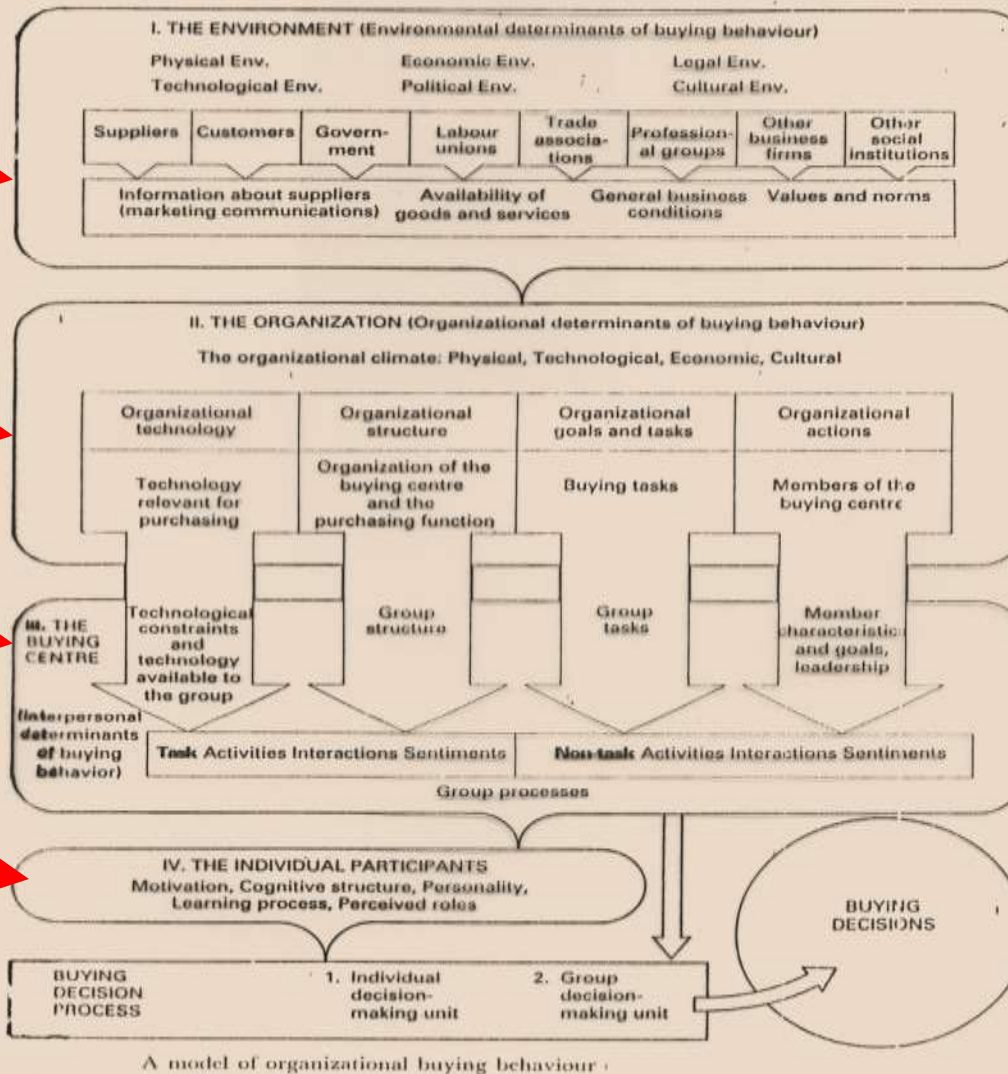 I. THE ENVIRONMENT (Environmental determinants of buying behaviour)
Physical Env. Economic Env. Legal Env.
Technological Env. Political Env. Cultural Env.
Suppliers
Customers
Govern-
ment
Labour
unions
Trade
associa-
tions
Profession-
al groups
Other
business
firms
Other
social
institutions
Information about suppliers
(marketing communications)
Availability of
goods and services
General business
conditions
Values and norms
II. THE ORGANIZATION (Organizational determinants of buying behaviour)
The organizational climate: Physical, Technological, Economic, Cultural
Organizational
technology
Organizational
structure
Organizational
goals and tasks
Organizational
actions
Technology
relevant for
purchasing
Organization of the
buying centre
and the
purchasing function
Buying tasks
Members of the
buying centre
III. THE
BUYING
CENTRE
(Interpersonal
determinants
of buying
behavior)
Technological
constraints
and
technology
available to
the group
Group
structure
Group
tasks
Member
characteristic
and goals,
leadership
Task Activities Interactions Sentiments
Non-task Activities Interactions Sentiments
Group processes
IV. THE INDIVIDUAL PARTICIPANTS
Motivation, Cognitive structure, Personality,
Learning process, Perceived roles
BUYING
DECISION
PROCESS
1. Individual
decision-
making unit
2. Group
decision-
making unit
BUYING
DECISIONS
A model of organizational buying behaviour